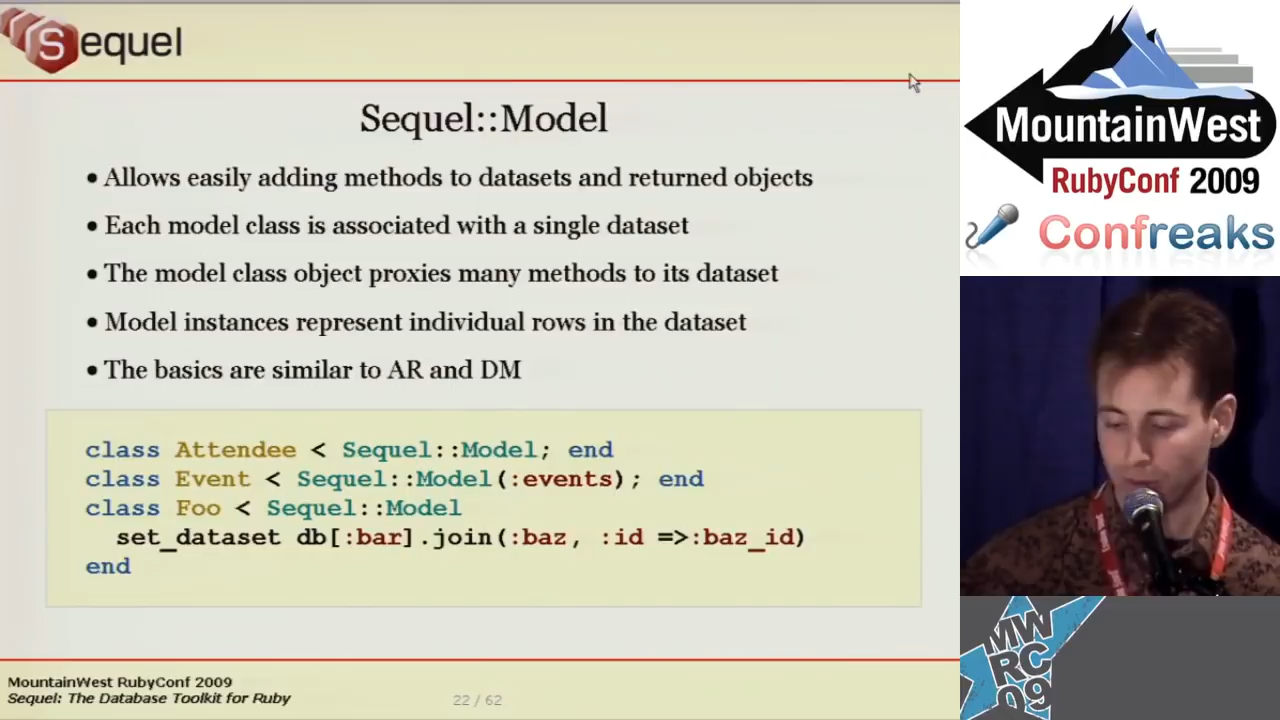 Sequel
Sequel::Model
• Allows easily adding methods to datasets and returned objects
• Each model class is associated with a single dataset
• The model class object proxies many methods to its dataset
• Model instances represent individual rows in the dataset
• The basics are similar to AR and DM
class Attendee < Sequel::Model; end
class Event < Sequel::Model(:events); end
class Foo < Sequel::Model
  set_dataset db[:bar].join(:baz, :id =>:baz_id)
end
MountainWest RubyConf 2009
Sequel: The Database Toolkit for Ruby
22 / 62
MountainWest
RubyConf 2009
Confreaks
MW
RC
09